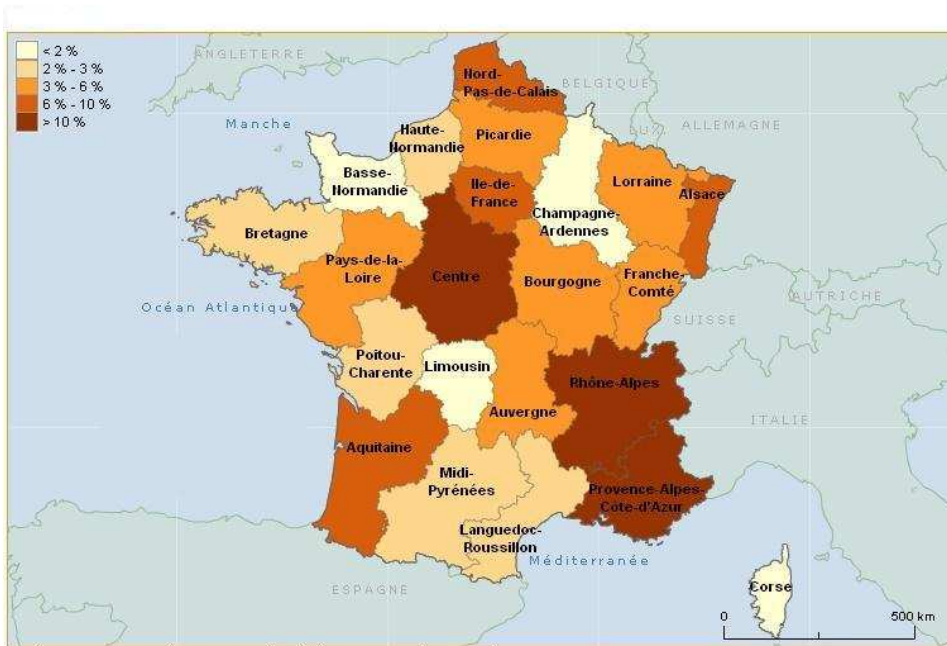 < 2 %
2 % - 3 %
3 % - 6 %
6 % - 10 %
> 10 %
ANGLETERRE
Nord-
Pas-de-Calais
BELGIQUE
Manche
LUX.
ALLEMAGNE
Haute-
Normandie
Picardie
Basse-
Normandie
Ile-de-
France
Lorraine
Alsace
Champagne-
Ardennes
Bretagne
Pays-de-la-
Loire
Centre
Bourgogne
Franche-
Comté
Océan Atlantique
AUTRICHE
SUISSE
Poitou-
Charente
Limousin
Rhône-Alpes
Auvergne
ITALIE
Aquitaine
Midi-
Pyrénées
Provence-Alpes-
Côte-d'Azur
Languedoc-
Roussillon
Méditerranée
ESPAGNE
Corse
0
500 km